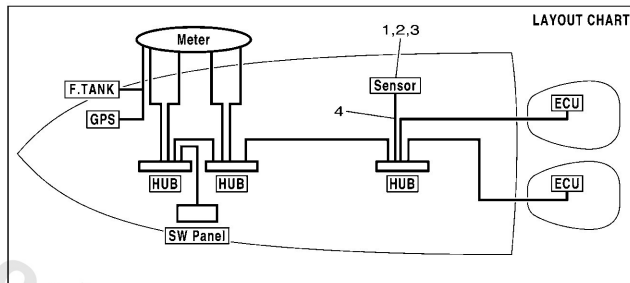 LAYOUT CHART
1,2,3
Meter
F.TANK
Sensor
ECU
GPS
4
HUB
HUB
HUB
ECU
SW Panel